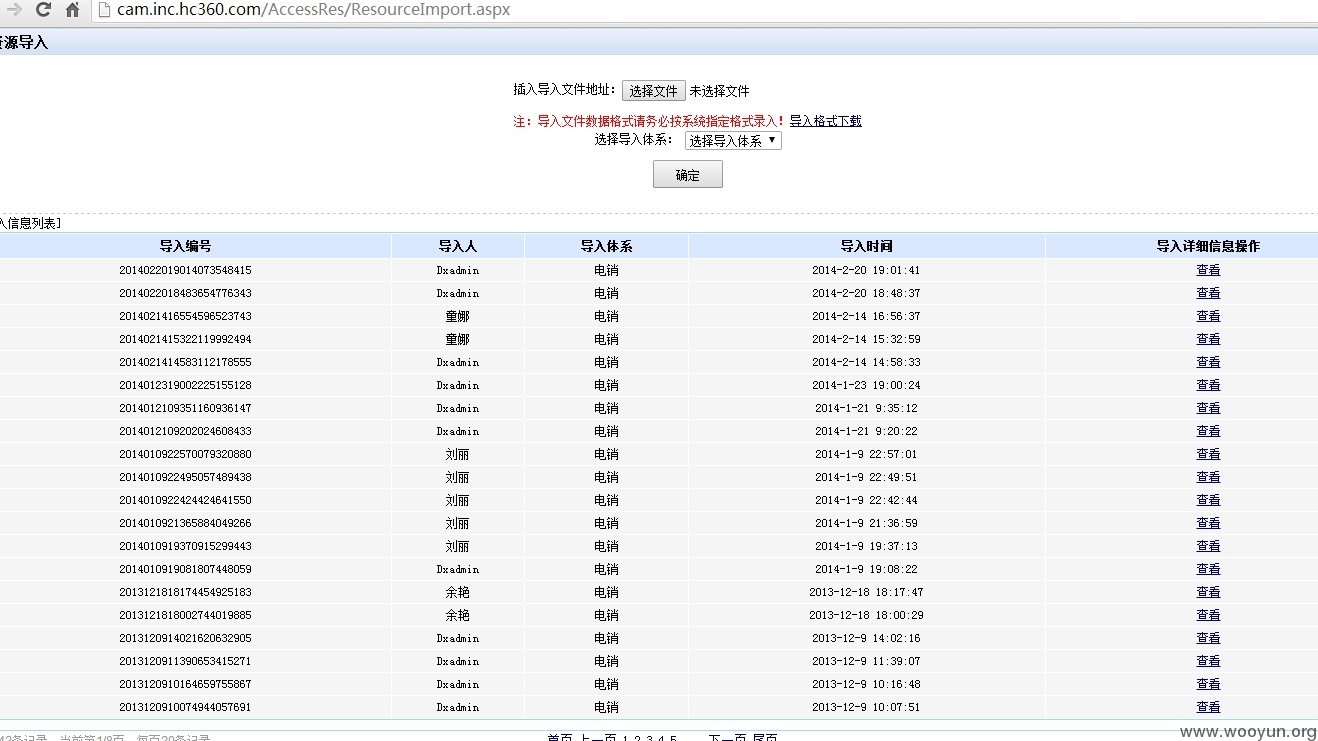 cam.inc.hc360.com/AccessRes/ResourceImport.aspx
资源导入
插入导入文件地址： 选择文件 未选择文件
注：导入文件数据格式请务必按系统指定格式录入！导入格式下载
选择导入体系： 选择导入体系
确定
入信息列表]
导入编号 导入人 导入体系 导入时间 导入详细信息操作
2014022019014073548415 Dxadmin 电销 2014-2-20 19:01:41 查看
2014022018483654776343 Dxadmin 电销 2014-2-20 18:48:37 查看
2014021416554596523743 童娜 电销 2014-2-14 16:56:37 查看
2014021415322119992494 童娜 电销 2014-2-14 15:32:59 查看
2014021414583112178555 Dxadmin 电销 2014-2-14 14:58:33 查看
2014012319002225155128 Dxadmin 电销 2014-1-23 19:00:24 查看
2014012109351160936147 Dxadmin 电销 2014-1-21 9:35:12 查看
2014012109202024608433 Dxadmin 电销 2014-1-21 9:20:22 查看
2014010922570079320880 刘丽 电销 2014-1-9 22:57:01 查看
2014010922495057489438 刘丽 电销 2014-1-9 22:49:51 查看
2014010922424424641550 刘丽 电销 2014-1-9 22:42:44 查看
2014010921365884049266 刘丽 电销 2014-1-9 21:36:59 查看
2014010919370915299443 刘丽 电销 2014-1-9 19:37:13 查看
2014010919081807448059 Dxadmin 电销 2014-1-9 19:08:22 查看
2013121818174454925183 余艳 电销 2013-12-18 18:17:47 查看
2013121818002744019885 余艳 电销 2013-12-18 18:00:29 查看
2013120914021620632905 Dxadmin 电销 2013-12-9 14:02:16 查看
2013120911390653415271 Dxadmin 电销 2013-12-9 11:39:07 查看
2013120910164659755867 Dxadmin 电销 2013-12-9 10:16:48 查看
2013120910074944057691 Dxadmin 电销 2013-12-9 10:07:51 查看
42条记录 当前第1/8页 每页20条记录 首页 上一页 1 2 3 4 5 下一页 尾页
www.wooyun.org